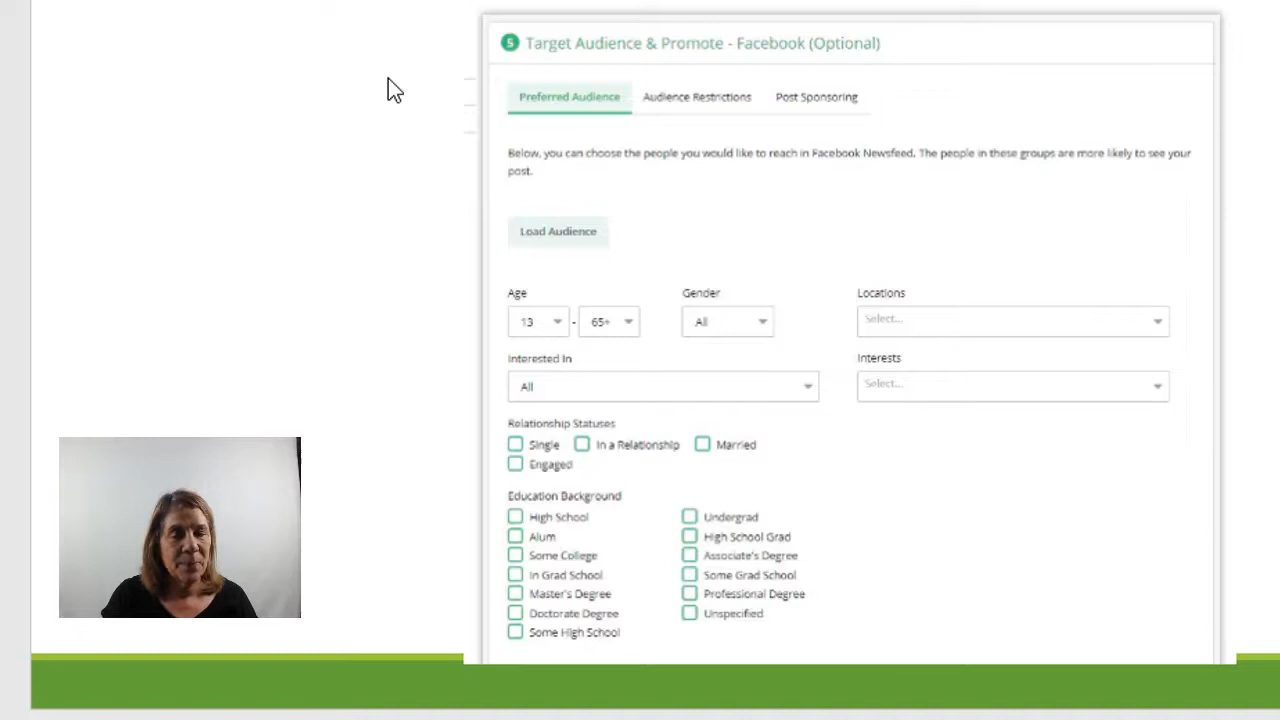 5 Target Audience & Promote - Facebook (Optional)
Preferred Audience Audience Restrictions Post Sponsoring
Below, you can choose the people you would like to reach in Facebook Newsfeed. The people in these groups are more likely to see your
post.
Load Audience
Age Gender Locations
13 - 65+ All Select...
Interested In Interests
All Select...
Relationship Statuses
Single In a Relationship Married
Engaged
Education Background
High School Undergrad
Alum High School Grad
Some College Associate's Degree
In Grad School Some Grad School
Master's Degree Professional Degree
Doctorate Degree Unspecified
Some High School